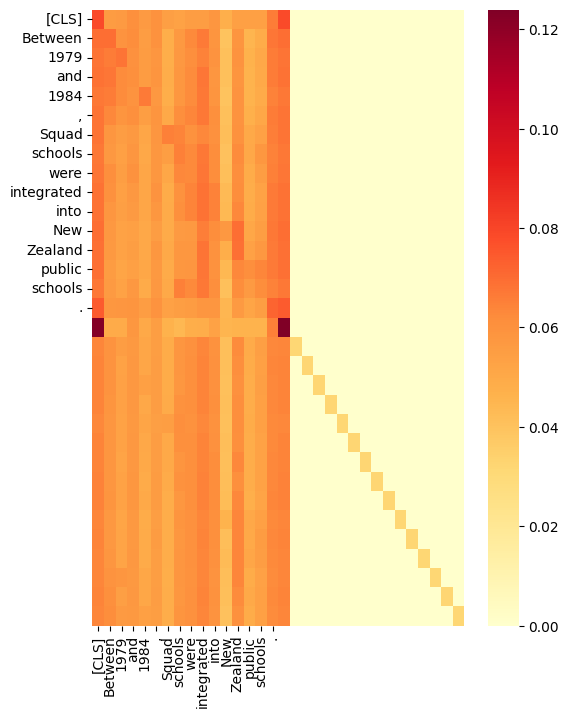 [CLS]
Between
1979
and
1984
,
Squad
schools
were
integrated
into
New
Zealand
public
schools
.
[CLS]
Between
1979
and
1984
Squad
schools
were
integrated
into
New
Zealand
public
schools
.
0.12
0.10
0.08
0.06
0.04
0.02
0.00